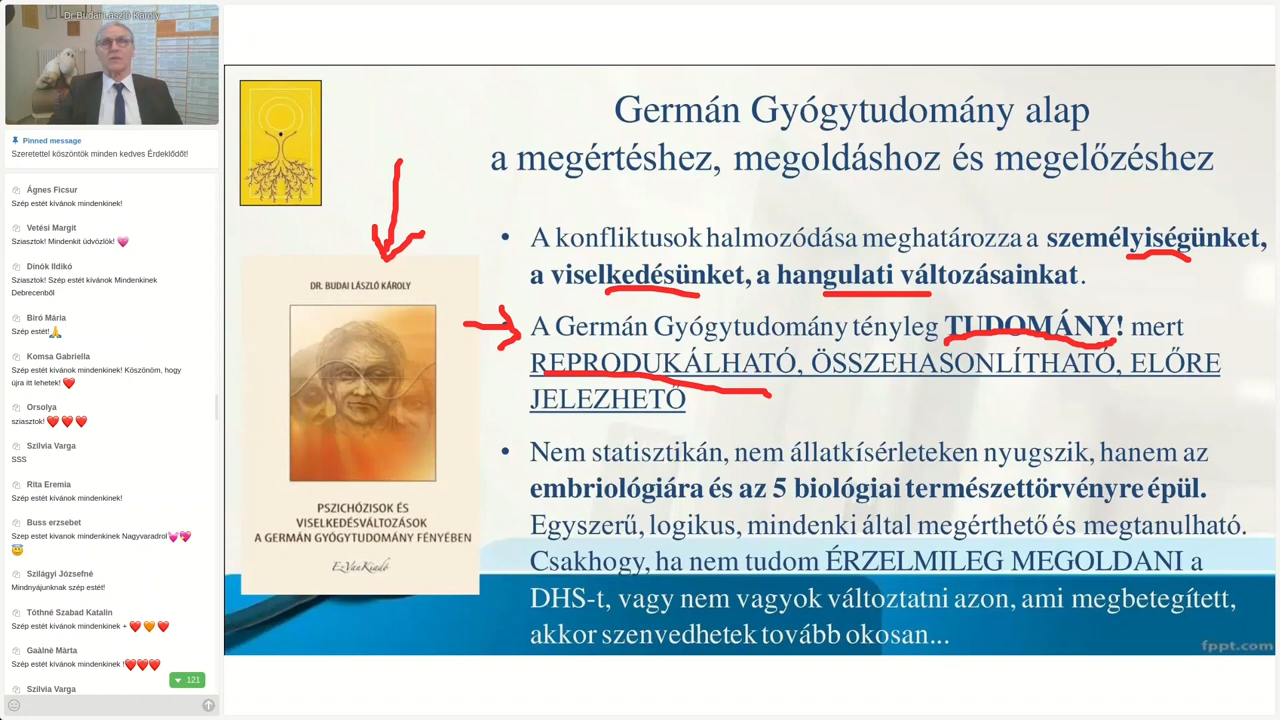 Dr. Budai László Károly
Pinned message
Szeretettel köszöntök minden kedves Érdeklődőt!
Ágnes Ficsur
Szép estét kívánok mindenkinek!
Vetési Margit
Sziasztok! Mindenkit üdvözlök! 💗
Dinók Ildikó
Sziasztok! Szép estét kívánok Mindenkinek
Debrecenből
Biró Mária
Szép estét!🙏
Komsa Gabriella
Szép estét kívánok mindenkinek! Köszönöm, hogy
újra itt lehetek! ❤️
Orsolya
sziasztok! ❤️ ❤️ ❤️
Szilvia Varga
SSS
Rita Eremia
Szép estét kívánok mindenkinek!
Buss erzsebet
Szep estet kivanok mindenkinek Nagyvaradrol💓💖
😇
Szilágyi Józsefné
Mindnyájunknak szép estét!
Tóthné Szabad Katalin
Szép estét kívánok mindenkinek + ❤️ 🧡 ❤️
Gaàlnè Màrta
Szép estét kívánok mindenkinek !❤️❤️❤️
121
Szilvia Varga
Germán Gyógytudomány alap
a megértéshez, megoldáshoz és megelőzéshez
• A konfliktusok halmozódása meghatározza a személyiségünket,
a viselkedésünket, a hangulati változásainkat.
A Germán Gyógytudomány tényleg TUDOMÁNY! mert
REPRODUKÁLHATÓ, ÖSSZEHASONLÍTHATÓ, ELŐRE
JELEZHETŐ
• Nem statisztikán, nem állatkísérleteken nyugszik, hanem az
embriológiára és az 5 biológiai természettörvényre épül.
Egyszerű, logikus, mindenki által megérthető és megtanulható.
Csakhogy, ha nem tudom ÉRZELMILEG MEGOLDANI a
DHS-t, vagy nem vagyok változtatni azon, ami megbetegített,
akkor szenvedhetek tovább okosan...
DR. BUDAI LÁSZLÓ KÁROLY
PSZICHÓZISOK ÉS
VISELKEDÉSVÁLTOZÁSOK
A GERMÁN GYÓGYTUDOMÁNY FÉNYÉBEN
EzVanKiadó
fppt.com